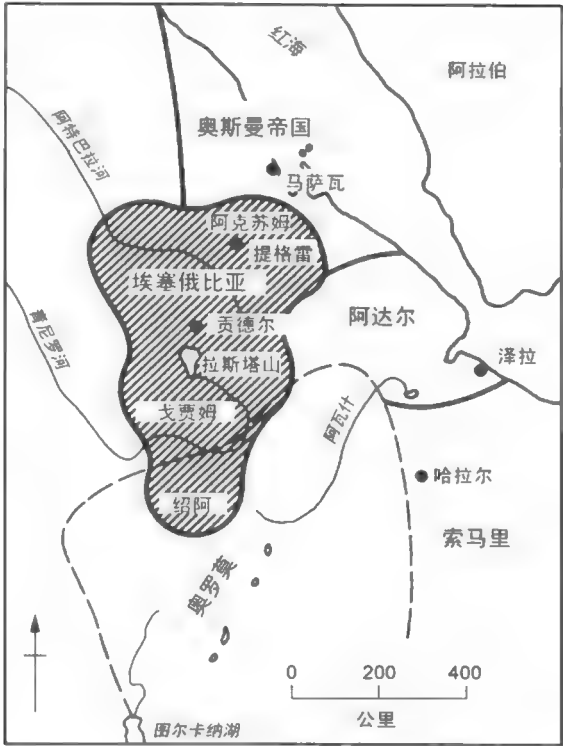 红海
阿拉伯
阿特巴拉河
奥斯曼帝国
马萨瓦
阿克苏姆
提格雷
埃塞俄比亚
阿达尔
贡德尔
青尼罗河
拉斯塔山
泽拉
戈贾姆
阿瓦什
哈拉尔
绍阿
索马里
奥罗莫
0 200 400
公里
图尔卡纳湖